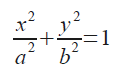 x²/a² + y²/b² = 1